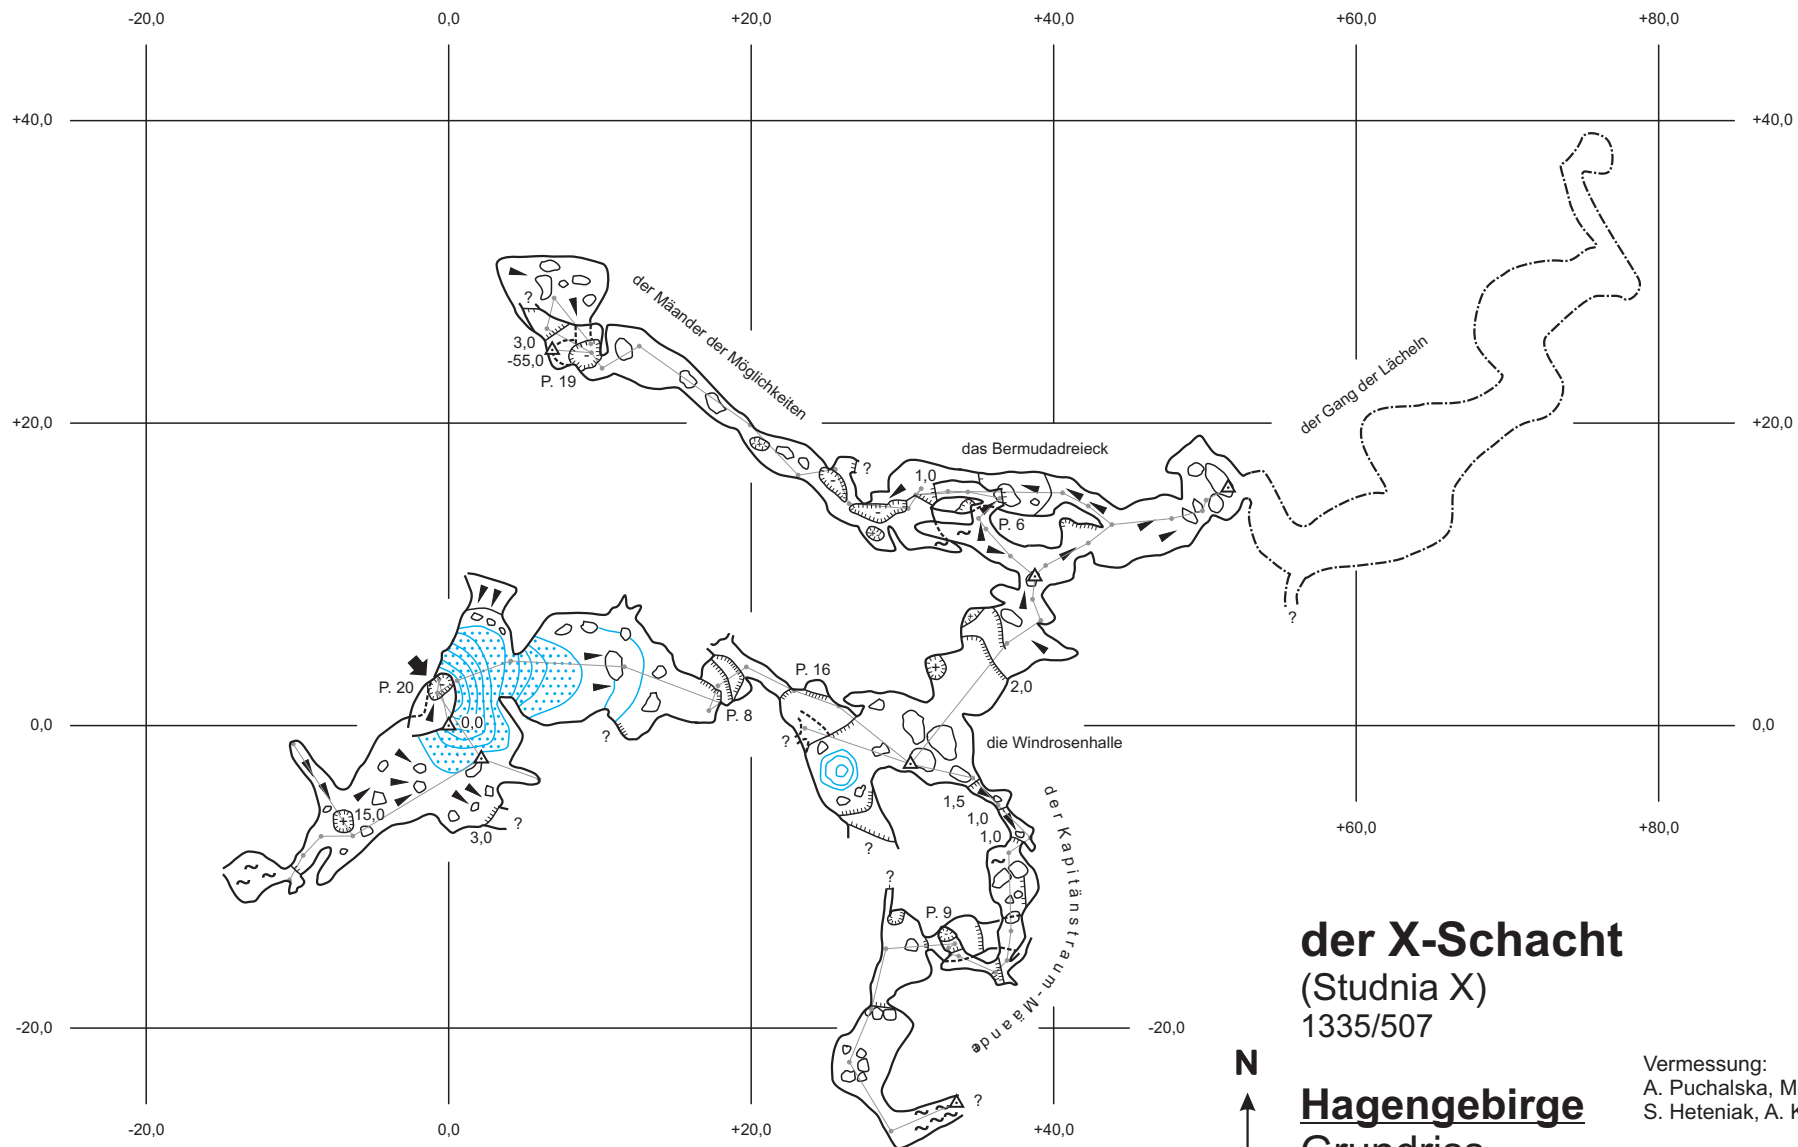 -20,0
0,0
+20,0
+40,0
+60,0
+80,0
+40,0
+40,0
der Mäander der Möglichkeiten
?
3,0
-55,0
P. 19
der Gang der Lächeln
+20,0
+20,0
das Bermudadreieck
?
1,0
P. 6
?
P. 20
0,0
P. 16
P. 8
2,0
0,0
0,0
?
?
die Windrosenhalle
15,0
3,0
?
1,5
1,0
1,0
?
+60,0
+80,0
der Kapitänstraum-Mäande
?
P. 9
der X-Schacht
(Studnia X)
1335/507
-20,0
-20,0
N
Vermessung:
A. Puchalska, M
S. Heteniak, A. K
Hagengebirge
Grundriss
?
-20,0
0,0
+20,0
+40,0